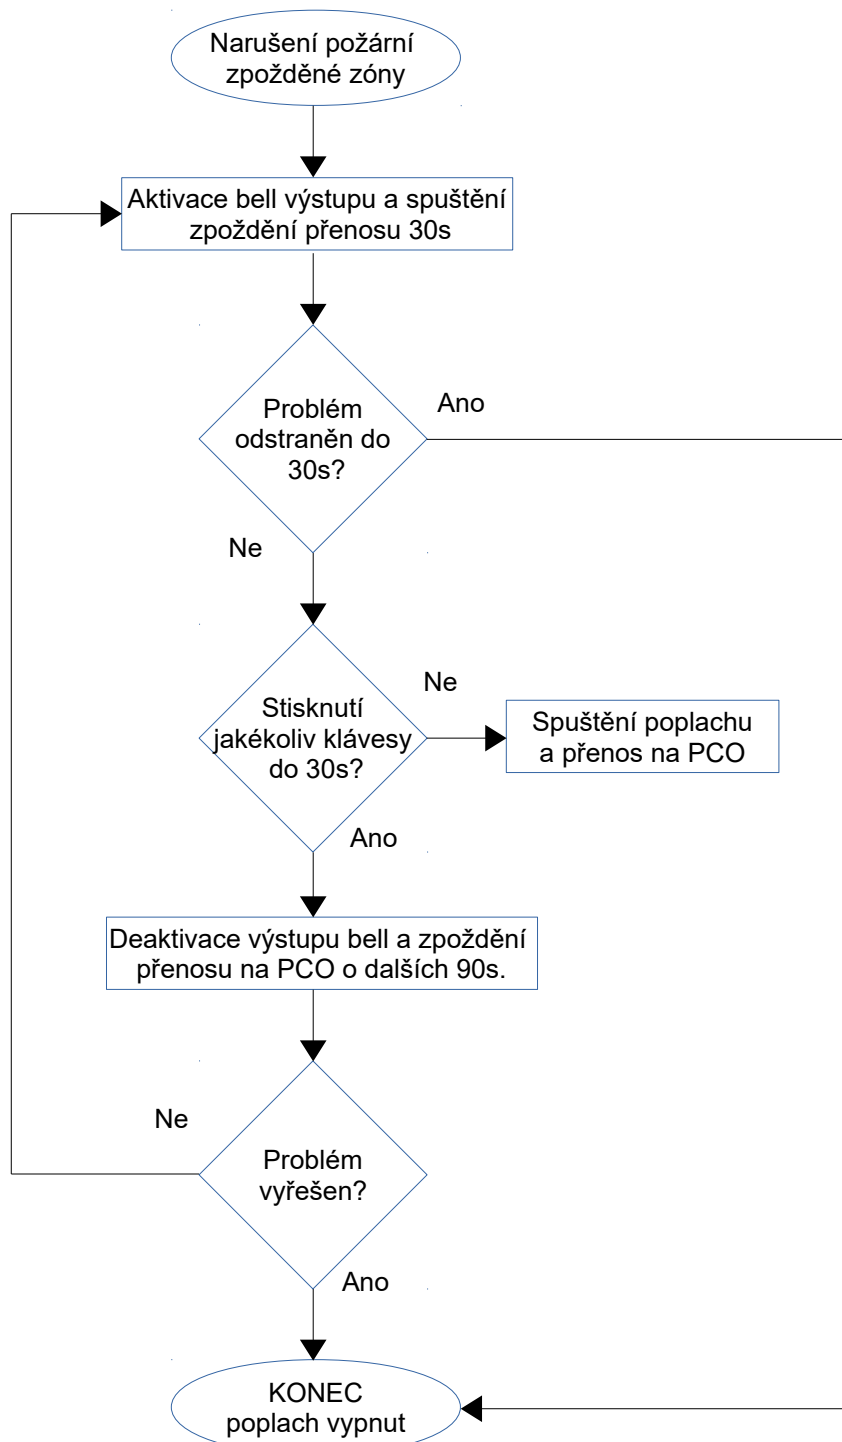 Narušení požární
zpožděné zóny
Aktivace bell výstupu a spuštění
zpoždění přenosu 30s
Problém
odstraněn do
30s?
Ano
Ne
Stisknutí
jakékoliv klávesy
do 30s?
Ne
Spuštění poplachu
a přenos na PCO
Ano
Deaktivace výstupu bell a zpoždění
přenosu na PCO o dalších 90s.
Ne
Problém
vyřešen?
Ano
KONEC
poplach vypnut